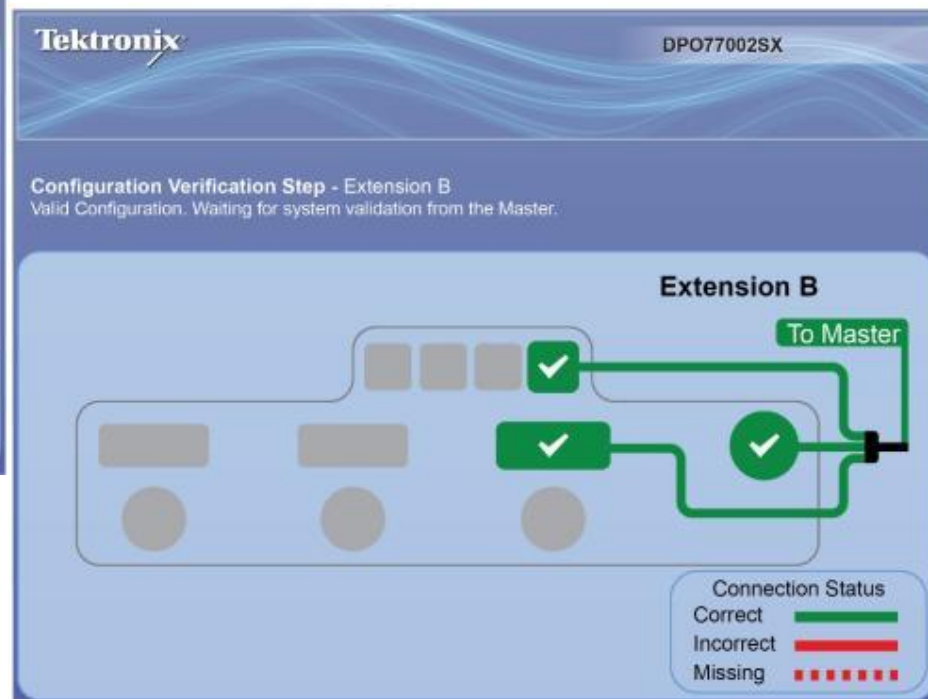 Tektronix
DPO77002SX
Configuration Verification Step - Extension B
Valid Configuration. Waiting for system validation from the Master.
Extension B
To Master
Connection Status
Correct
Incorrect
Missing